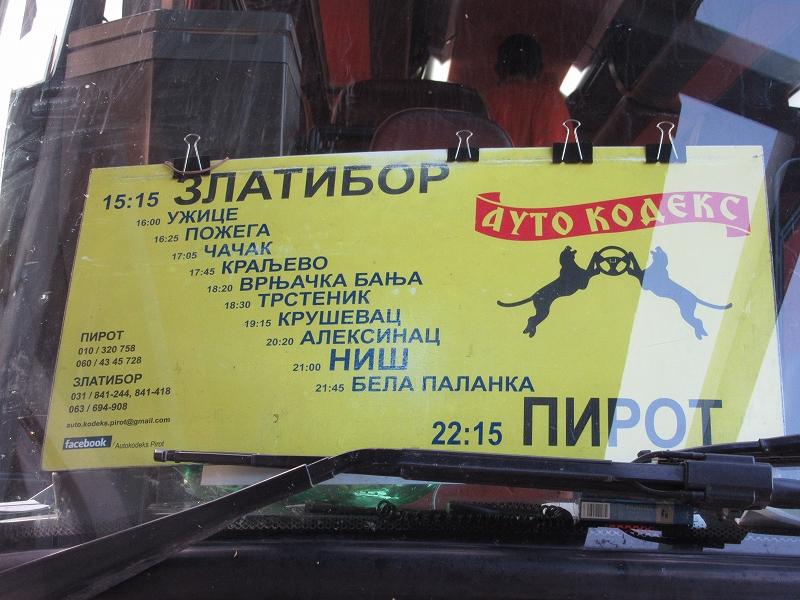 15:15 ЗЛАТИБОР
16:00 УЖИЦЕ
16:25 ПОЖЕГА
17:05 ЧАЧАК
17:45 КРАЉЕВО
18:20 ВРЊАЧКА БАЊА
18:30 ТРСТЕНИК
19:15 КРУШЕВАЦ
20:20 АЛЕКСИНАЦ
21:00 НИШ
21:45 БЕЛА ПАЛАНКА
22:15 ПИРОТ
АУТО КОДЕКС
ПИРОТ
010 / 320 758
060 / 43 45 728
ЗЛАТИБОР
031 / 841-244, 841-418
063 / 694-908
auto.kodeks.pirot@gmail.com
facebook / Autokodeks Pirot